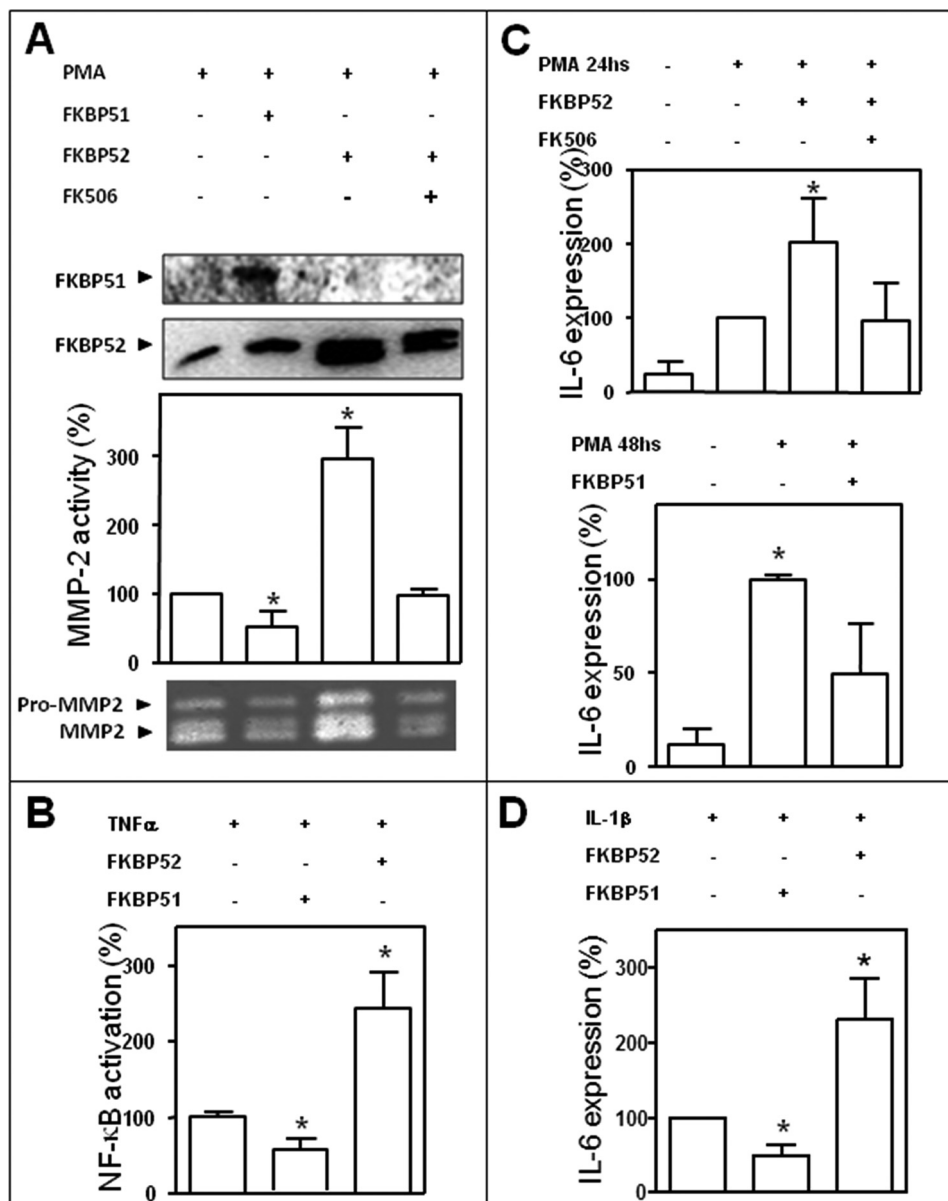 A
PMA + + + +
FKBP51 - + - -
FKBP52 - - + +
FK506 - - - +
FKBP51 ►
FKBP52 ►
MMP-2 activity (%)
300
200
100
0
* *
Pro-MMP2 ►
MMP2 ►
C
PMA 24hs - + + +
FKBP52 - - + +
FK506 - - - +
IL-6 expression (%)
300
200
100
0
*
PMA 48hs - + +
FKBP51 - - +
IL-6 expression (%)
100
50
0
*
B
TNFα + + +
FKBP52 - - +
FKBP51 - + -
NF-κB activation (%)
300
200
100
0
* *
D
IL-1β + + +
FKBP52 - - +
FKBP51 - + -
IL-6 expression (%)
300
200
100
0
* *